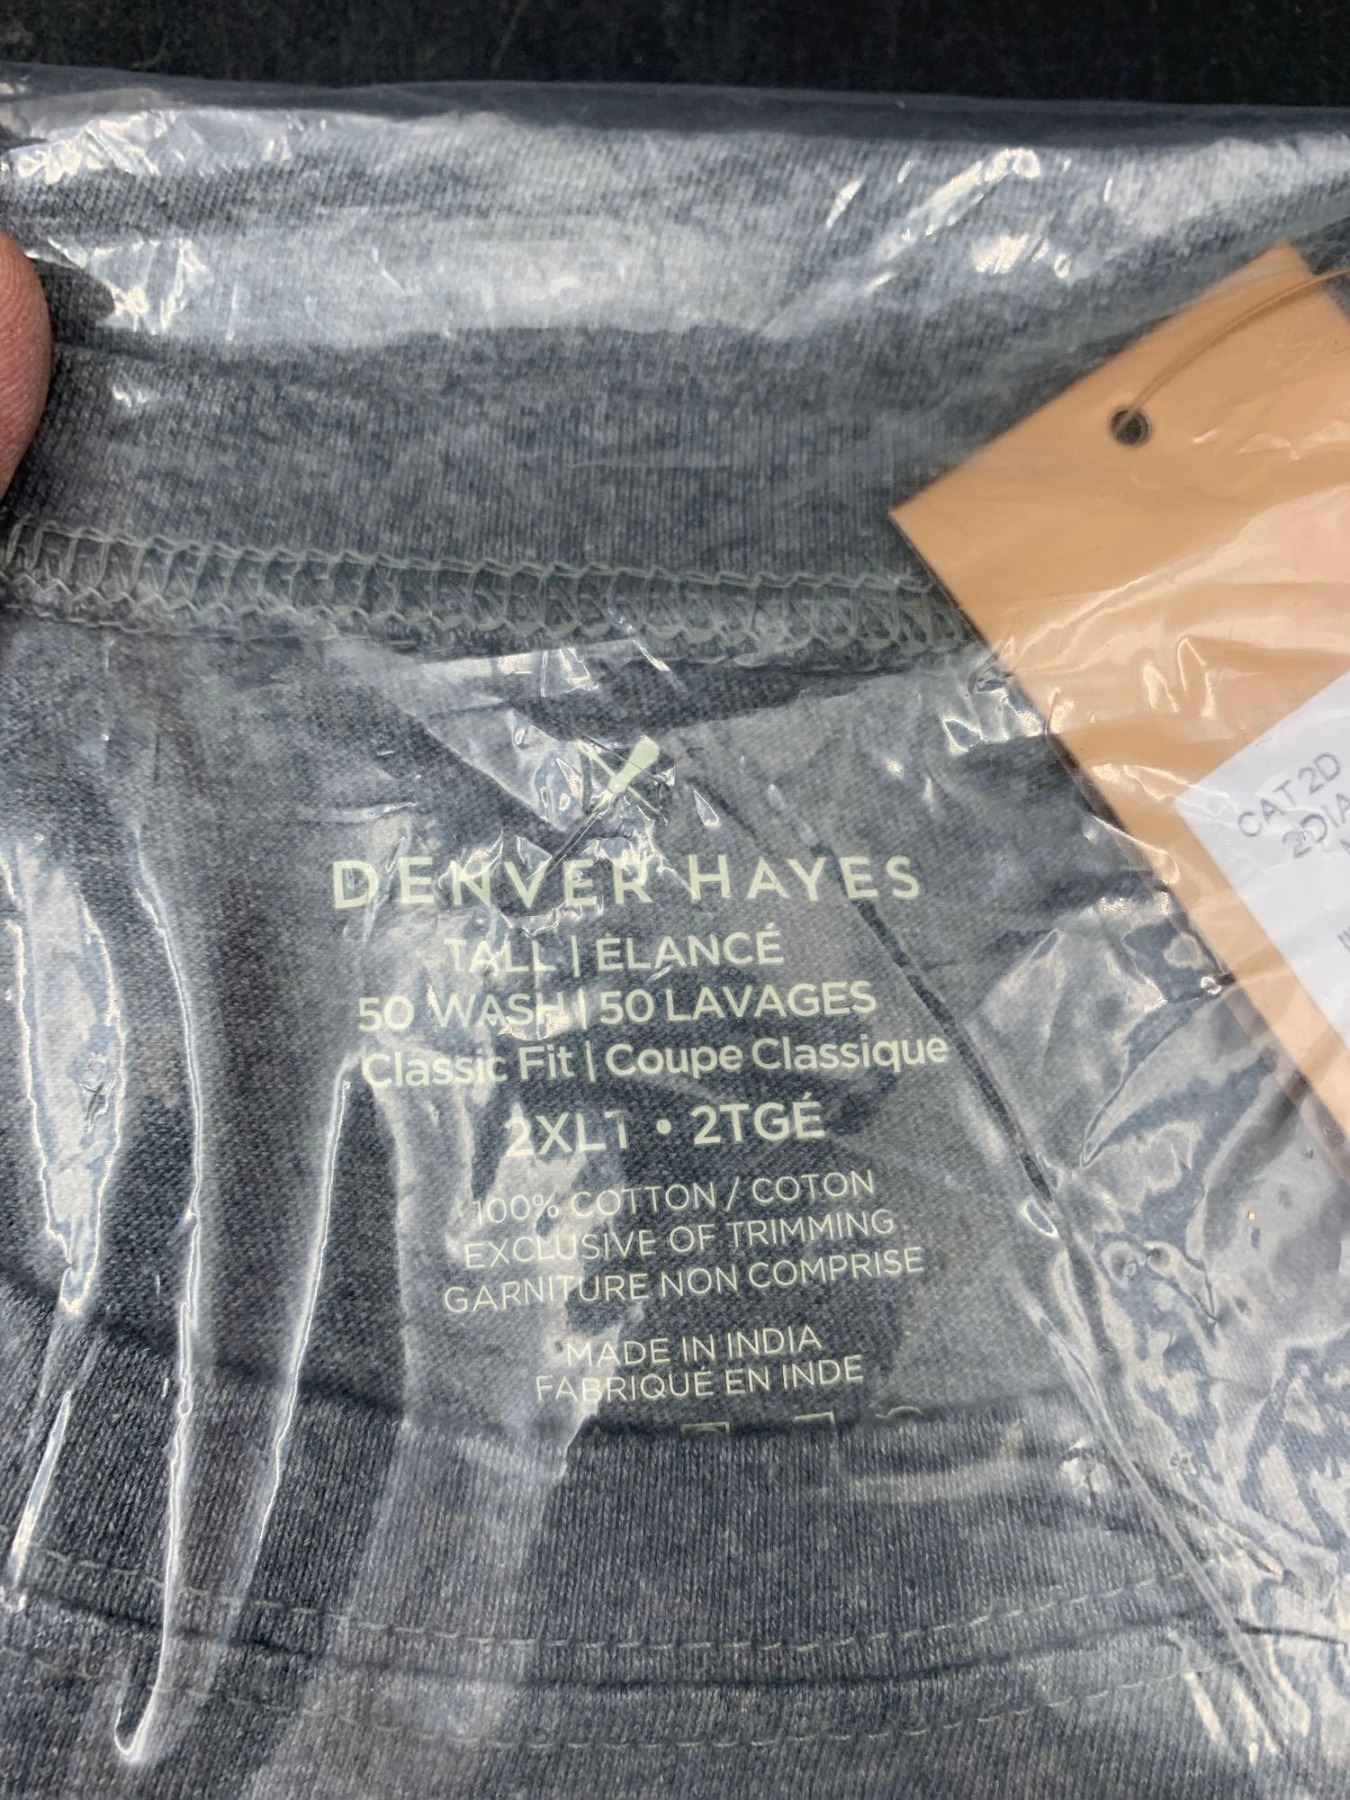 DENVER HAYES
TALL | ÉLANCÉ
50 WASH | 50 LAVAGES
Classic Fit | Coupe Classique
2XLT • 2TGÉ
100% COTTON / COTON
EXCLUSIVE OF TRIMMING
GARNITURE NON COMPRISE
MADE IN INDIA
FABRIQUÉ EN INDE
CAT 2D